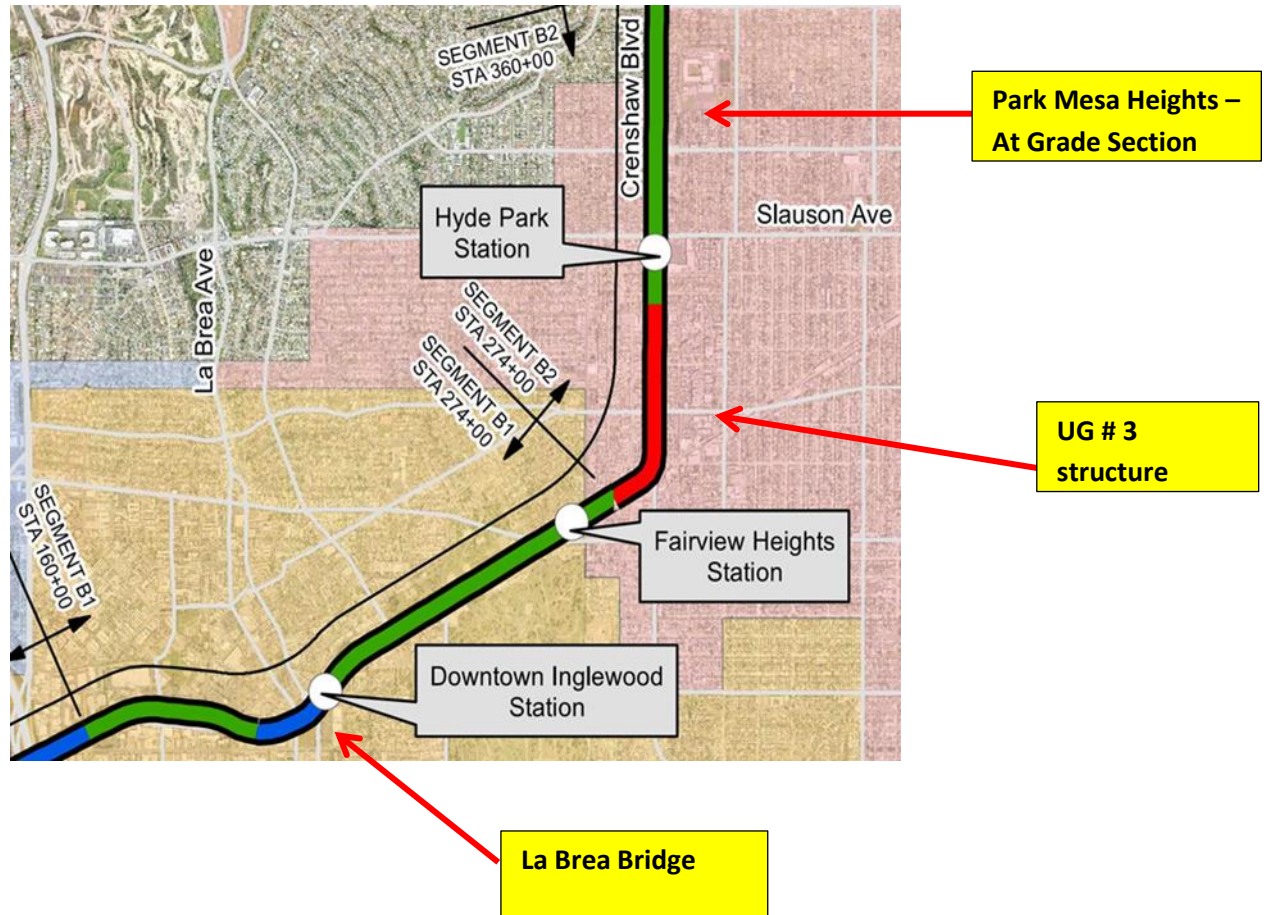 SEGMENT B2
STA 360+00
Crenshaw Blvd
Park Mesa Heights –
At Grade Section
Hyde Park
Station
Slauson Ave
La Brea Ave
SEGMENT B2
STA 274+00
SEGMENT B1
STA 274+00
UG # 3
structure
SEGMENT B1
STA 160+00
Fairview Heights
Station
Downtown Inglewood
Station
La Brea Bridge